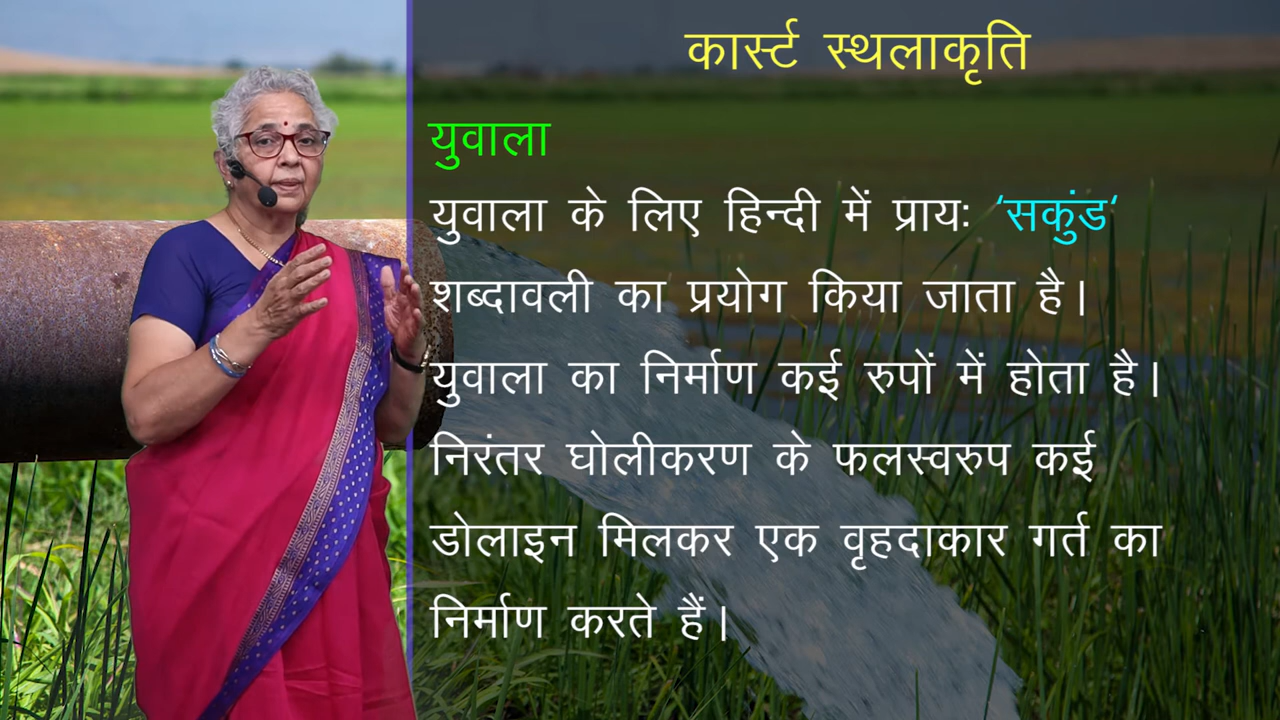 कार्स्ट स्थलाकृति
युवाला
युवाला के लिए हिन्दी में प्रायः ‘सकुंड‘
शब्दावली का प्रयोग किया जाता है।
युवाला का निर्माण कई रुपों में होता है।
निरंतर घोलीकरण के फलस्वरुप कई
डोलाइन मिलकर एक वृहदाकार गर्त का
निर्माण करते हैं।